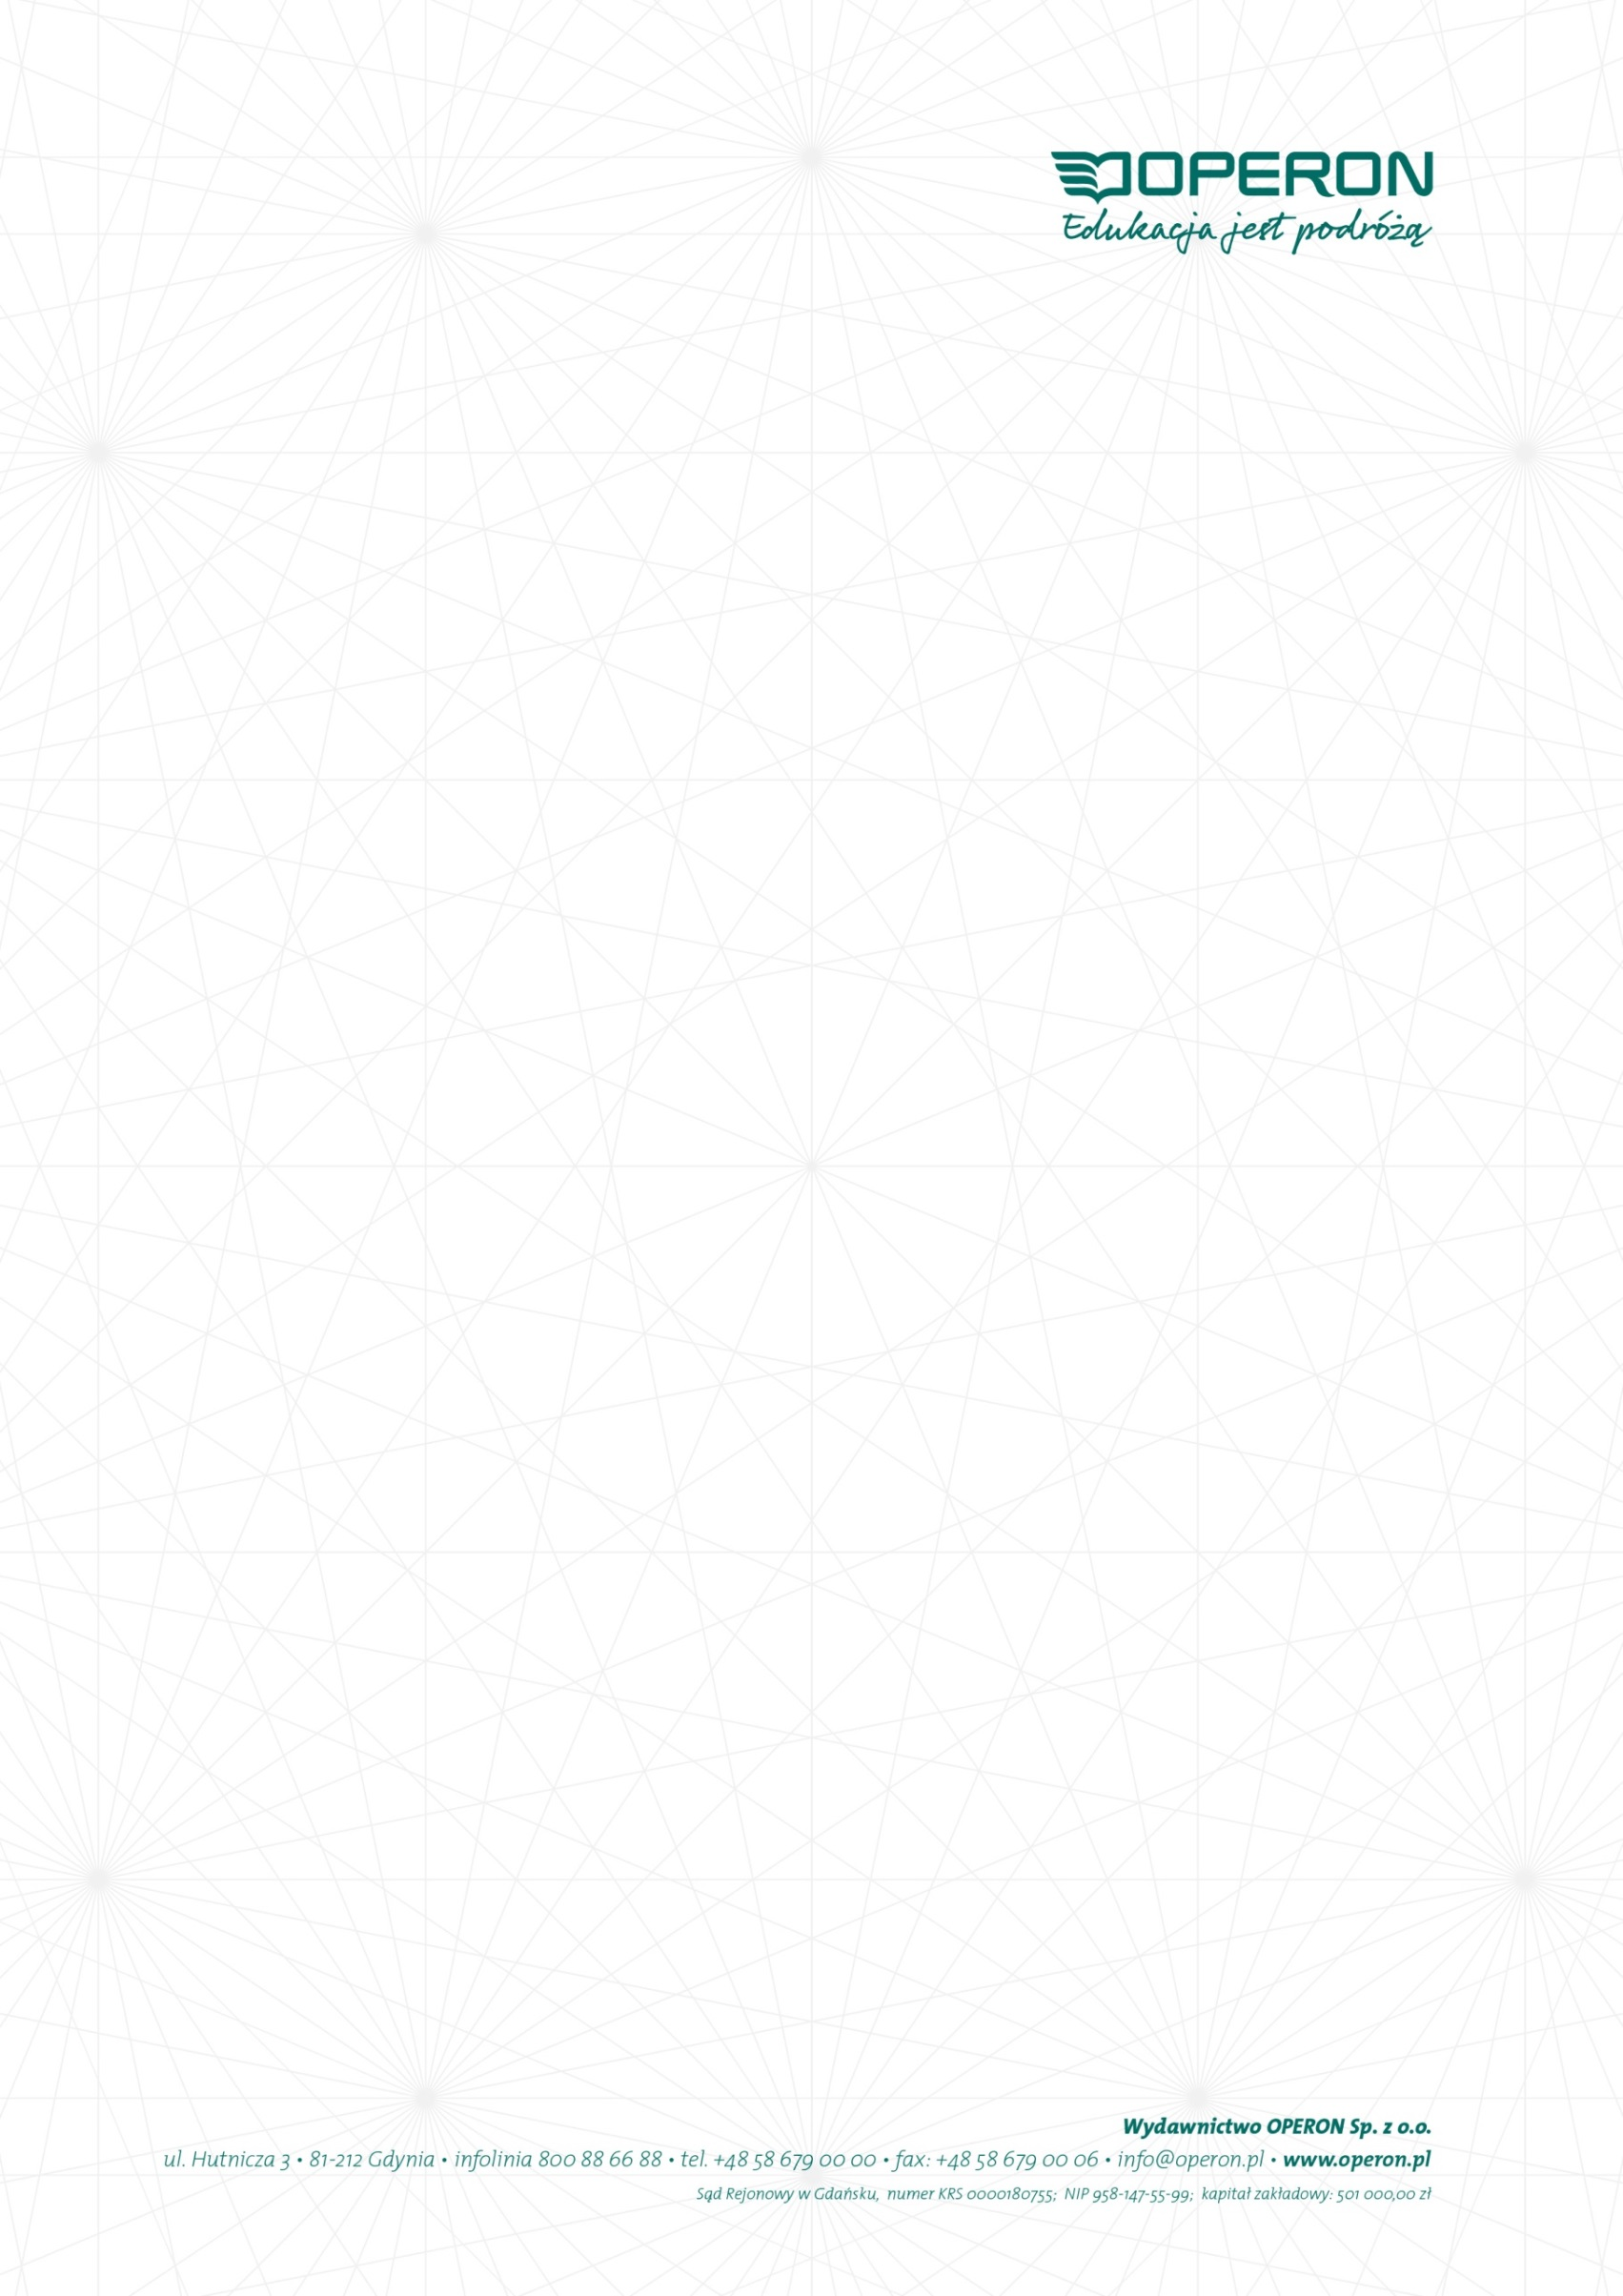 OPERON
Edukacja jest podróżą
Wydawnictwo OPERON Sp. z o.o.
ul. Hutnicza 3 • 81-212 Gdynia • infolinia 800 88 66 88 • tel. +48 58 679 00 00 • fax: +48 58 679 00 06 • info@operon.pl • www.operon.pl
Sąd Rejonowy w Gdańsku, numer KRS 0000180755; NIP 958-147-55-99; kapitał zakładowy: 501 000,00 zł